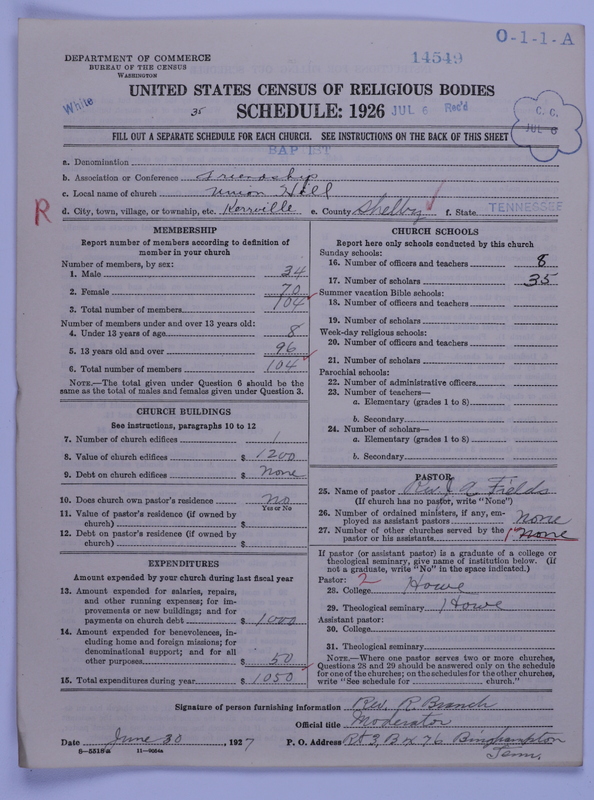 O-1-1-A
14549
DEPARTMENT OF COMMERCE
BUREAU OF THE CENSUS
WASHINGTON
UNITED STATES CENSUS OF RELIGIOUS BODIES
White
35 SCHEDULE: 1926 JUL 6 Rec'd
C. C.
JUL 6
FILL OUT A SEPARATE SCHEDULE FOR EACH CHURCH. SEE INSTRUCTIONS ON THE BACK OF THIS SHEET
BAPTIST
a. Denomination
b. Association or Conference Friendship
c. Local name of church Union Hill
R d. City, town, village, or township, etc. Kerrville e. County Shelby f. State TENNESSEE
MEMBERSHIP
Report number of members according to definition of
member in your church
Number of members, by sex:
1. Male 34
2. Female 70
3. Total number of members 104
Number of members under and over 13 years old:
4. Under 13 years of age 8
5. 13 years old and over 96
6. Total number of members 104
NOTE.—The total given under Question 6 should be the
same as the total of males and females given under Question 3.
CHURCH BUILDINGS
See instructions, paragraphs 10 to 12
7. Number of church edifices 1
8. Value of church edifices $ 1200
9. Debt on church edifices $ None
10. Does church own pastor's residence No
Yes or No
11. Value of pastor's residence (if owned by
church) $
12. Debt on pastor's residence (if owned by
church) $
EXPENDITURES
Amount expended by your church during last fiscal year
13. Amount expended for salaries, repairs,
and other running expenses; for im-
provements or new buildings; and for
payments on church debt $ 1000
14. Amount expended for benevolences, in-
cluding home and foreign missions; for
denominational support; and for all
other purposes $ 50
15. Total expenditures during year $ 1050
CHURCH SCHOOLS
Report here only schools conducted by this church
Sunday schools:
16. Number of officers and teachers 8
17. Number of scholars 35
Summer vacation Bible schools:
18. Number of officers and teachers
19. Number of scholars
Week-day religious schools:
20. Number of officers and teachers
21. Number of scholars
Parochial schools:
22. Number of administrative officers
23. Number of teachers—
a. Elementary (grades 1 to 8)
b. Secondary
24. Number of scholars—
a. Elementary (grades 1 to 8)
b. Secondary
PASTOR
25. Name of pastor Rev. J A Fields
(If church has no pastor, write "None")
26. Number of ordained ministers, if any, em-
ployed as assistant pastors None
27. Number of other churches served by the
pastor or his assistants 1 None
If pastor (or assistant pastor) is a graduate of a college or
theological seminary, give name of institution below. (If
not a graduate, write "No" in the space indicated.)
Pastor: 2
28. College Howe
29. Theological seminary Howe
Assistant pastor:
30. College
31. Theological seminary
NOTE.—Where one pastor serves two or more churches,
Questions 28 and 29 should be answered only on the schedule
for one of the churches; on the schedules for the other churches,
write "See schedule for church."
Signature of person furnishing information Rev. R Branch
Official title Moderator
Date June 30, 1927 P. O. Address Rt 3, Box 76 Binghampton
Tenn.
8—5518a 11—9064a